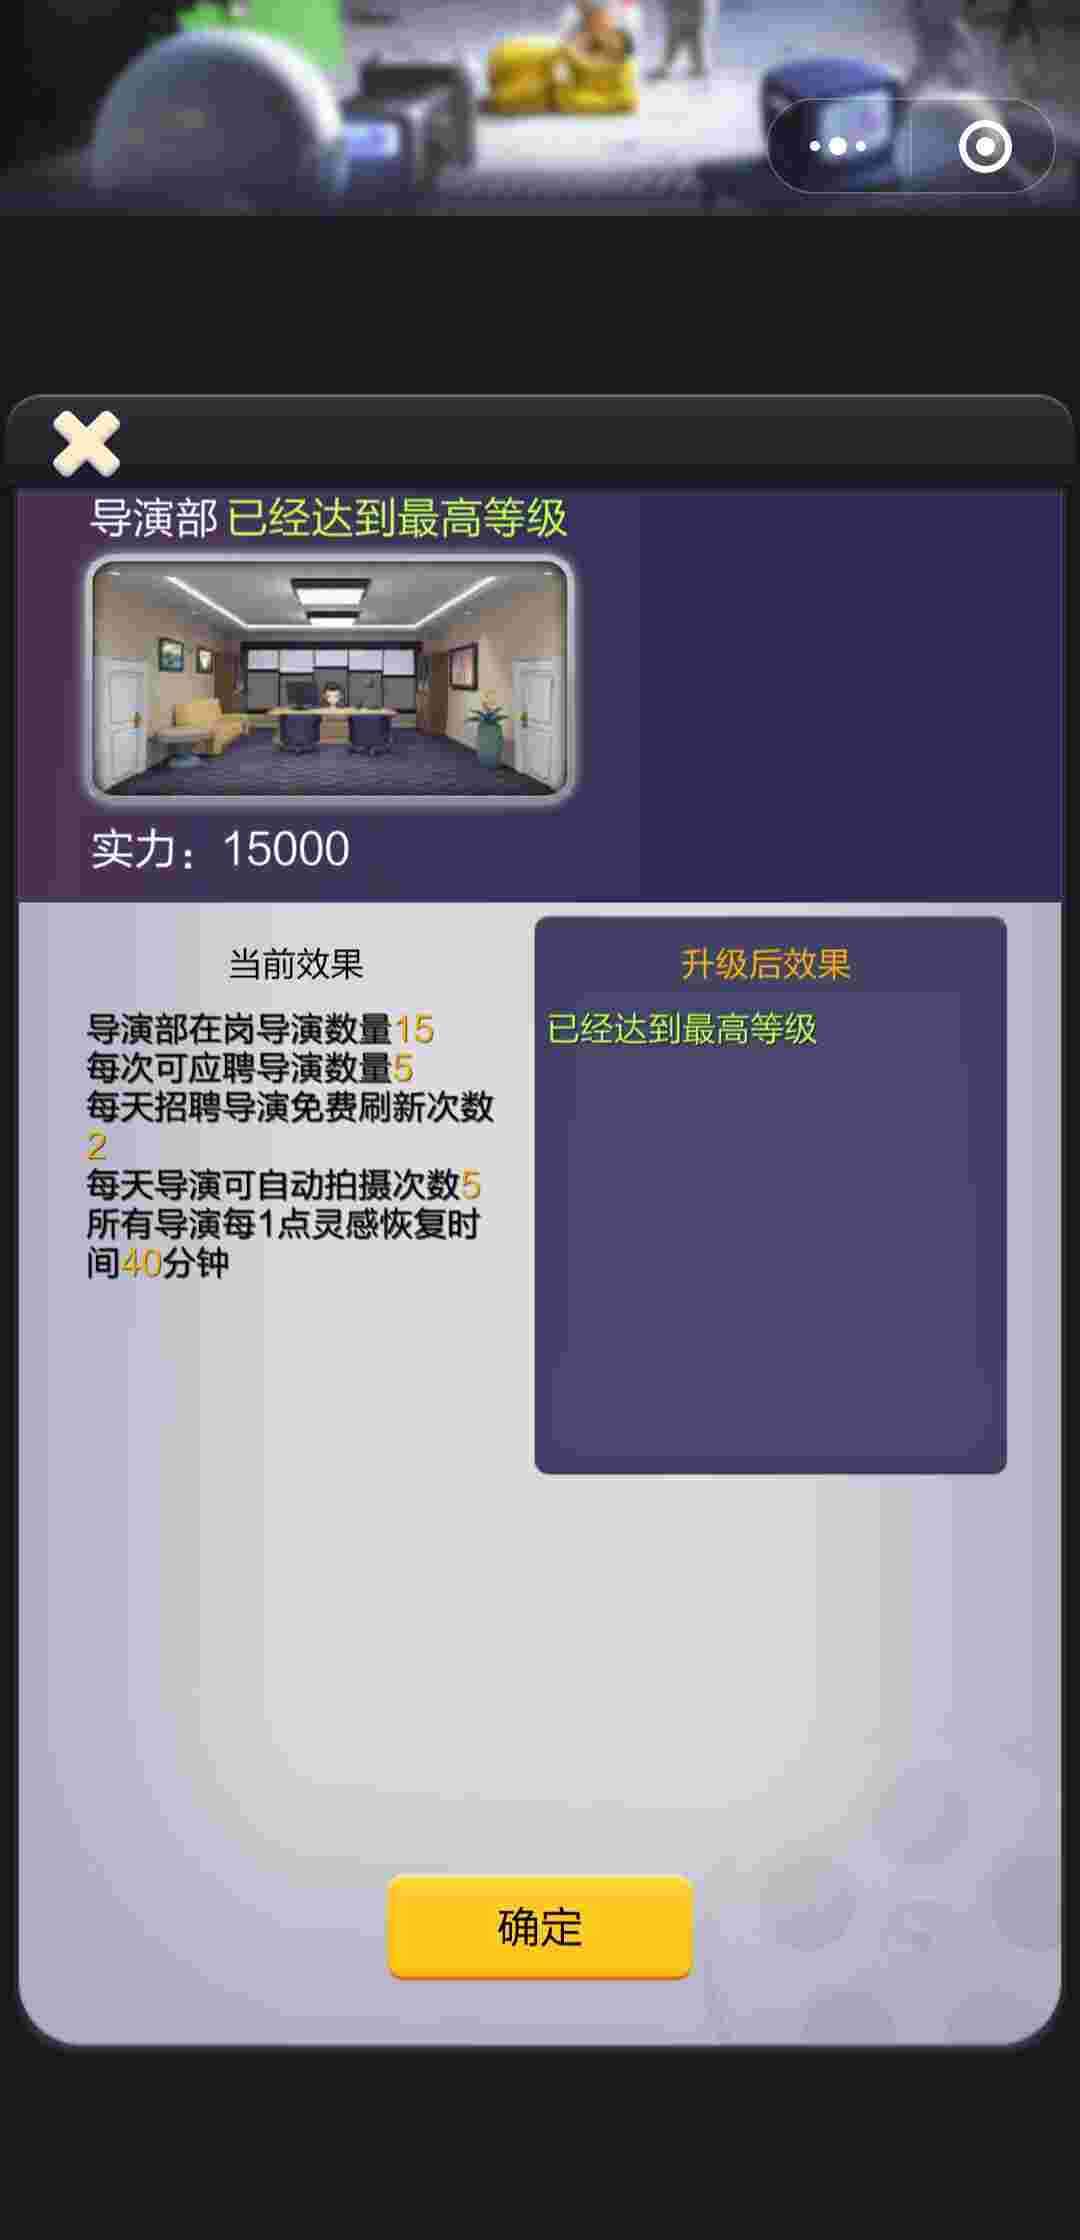 导演部 已经达到最高等级
实力：15000
当前效果
导演部在岗导演数量15
每次可应聘导演数量5
每天招聘导演免费刷新次数
2
每天导演可自动拍摄次数5
所有导演每1点灵感恢复时
间40分钟
升级后效果
已经达到最高等级
确定